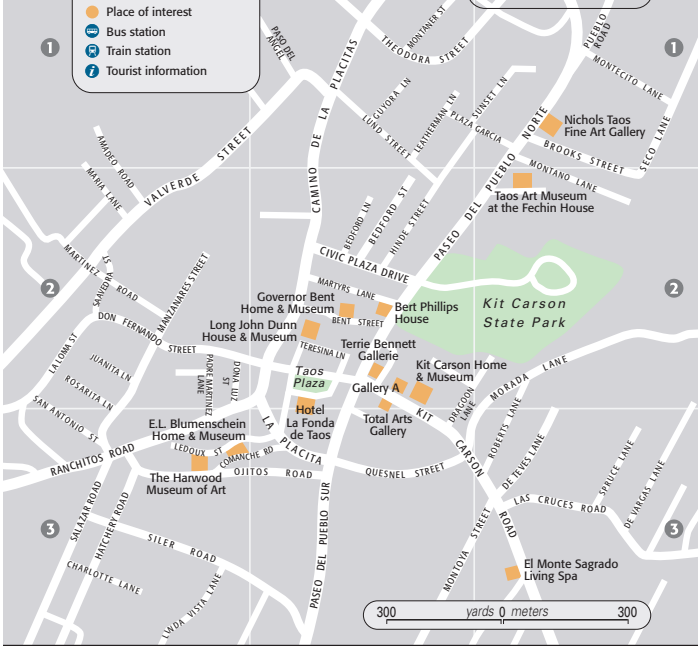 Place of interest
Bus station
Train station
i
Tourist information
1
1
PASEO DEL
ANGEL
CAMINO DE LA PLACITAS
MONTANER ST
THEODORA STREET
PUEBLO
ROAD
MONTECITO LANE
GUYORA LN
LUND STREET
LEATHERMAN LN
SUNSET LN
PLAZA GARCIA
Nichols Taos
Fine Art Gallery
BROOKS STREET
SECO LANE
MONTANO LANE
PASEO DEL PUEBLO NORTE
Taos Art Museum
at the Fechin House
AMADEO ROAD
MARIA LANE
VALVERDE STREET
BEDFORD LN
BEDFORD ST
HINDE STREET
CIVIC PLAZA DRIVE
MARTINEZ ROAD
SAAVEDRA ST
MANZANARES STREET
2
2
MARTYRS LANE
Governor Bent
Home & Museum
BENT STREET
Bert Phillips
House
Kit Carson
State Park
DON FERNANDO STREET
Long John Dunn
House & Museum
TERESINA LN
Terrie Bennett
Gallerie
LA LOMA ST
JUANITA LN
ROSARITA LN
PADRE MARTINEZ
LANE
DONA LUZ
ST
Taos
Plaza
Gallery A
Kit Carson Home
& Museum
MORADA LANE
DRAGOON
LANE
SAN ANTONIO ST
Hotel
La Fonda
de Taos
Total Arts
Gallery
KIT CARSON ROAD
ROBERTS LANE
E.L. Blumenschein
Home & Museum
LA PLACITA
RANCHITOS ROAD
LEDOUX ST
COMANCHE RD
OJITOS ROAD
QUESNEL STREET
DE TEVES LANE
The Harwood
Museum of Art
SALAZAR ROAD
HATCHERY ROAD
LAS CRUCES ROAD
SPRUCE LANE
DE VARGAS LANE
3
3
SILER ROAD
PASEO DEL PUEBLO SUR
MONTOYA STREET
CHARLOTTE LANE
LWDA VISTA LANE
El Monte Sagrado
Living Spa
300 yards 0 meters 300